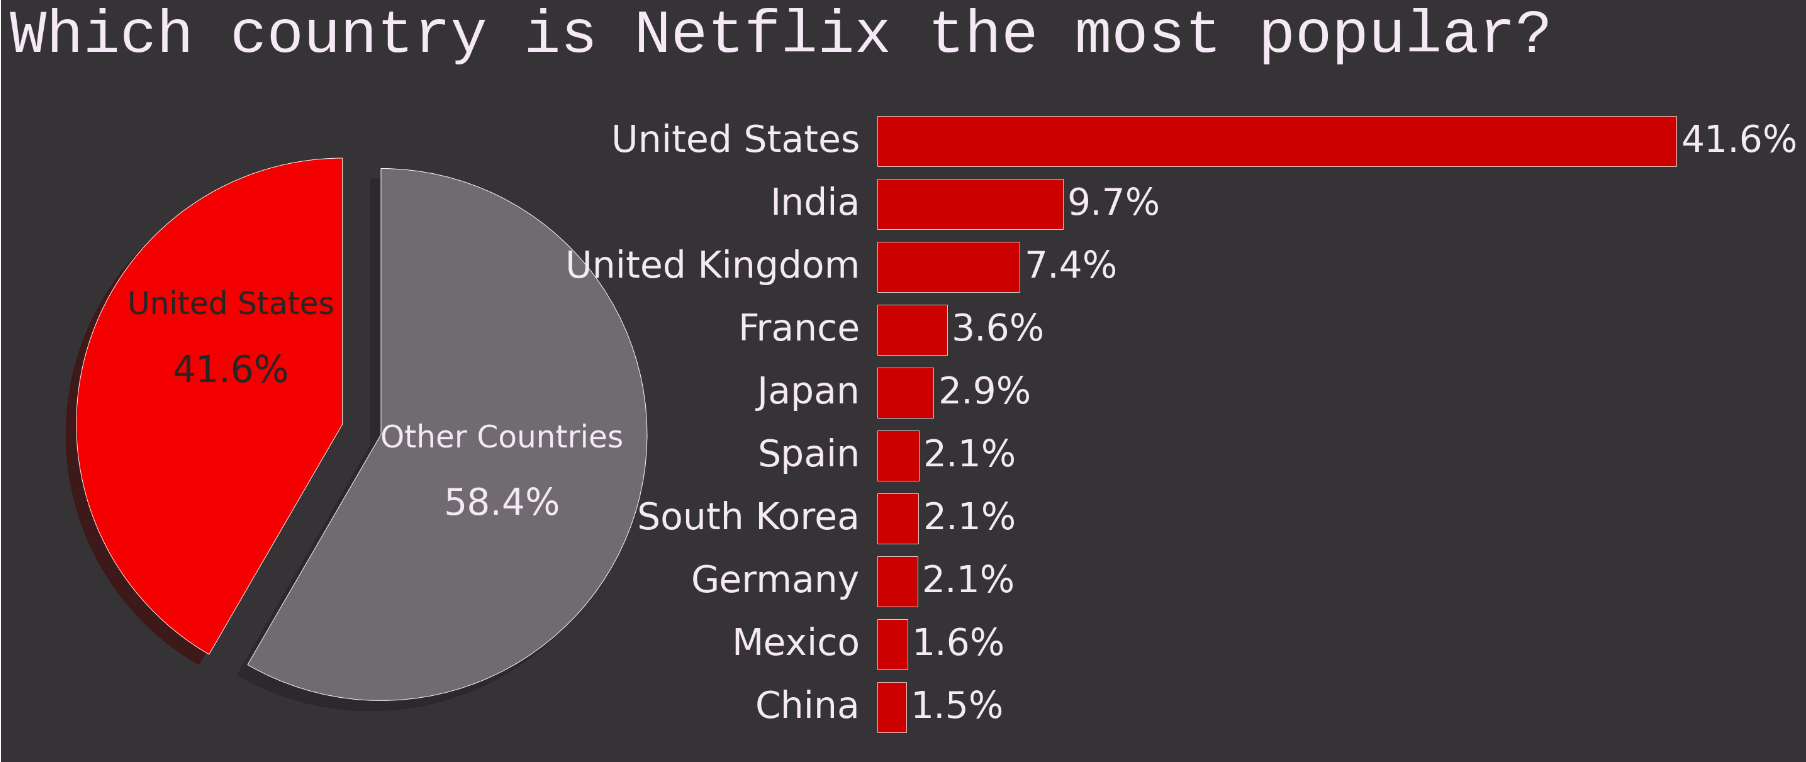 Which country is Netflix the most popular?
United States
41.6%
Other Countries
58.4%
United States 41.6%
India 9.7%
United Kingdom 7.4%
France 3.6%
Japan 2.9%
Spain 2.1%
South Korea 2.1%
Germany 2.1%
Mexico 1.6%
China 1.5%